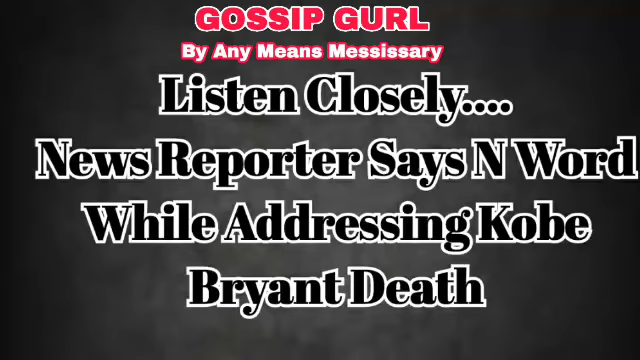 GOSSIP GURL
By Any Means Messissary
Listen Closely....
News Reporter Says N Word
While Addressing Kobe
Bryant Death